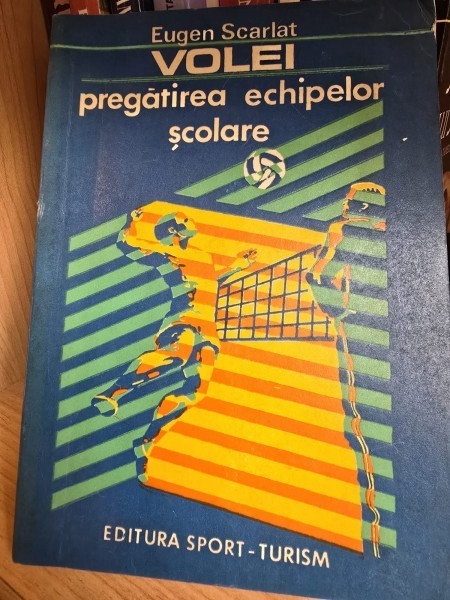 Eugen Scarlat
VOLEI
pregătirea echipelor
școlare
EDITURA SPORT-TURISM